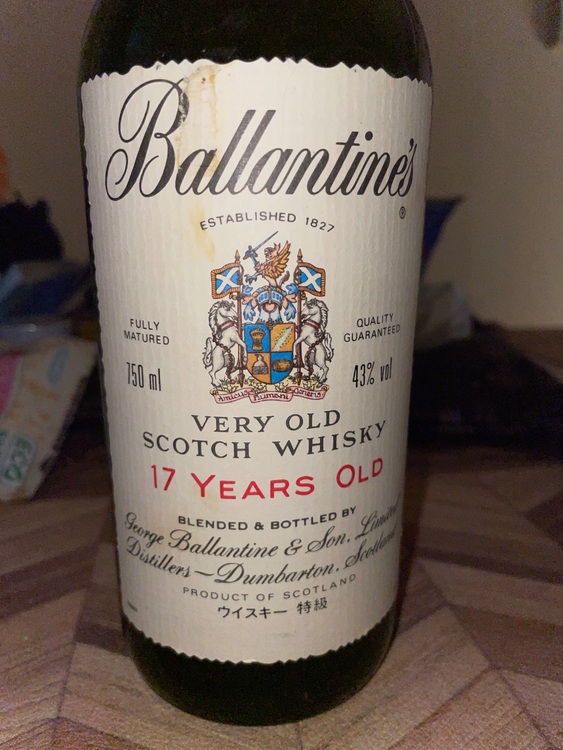 Ballantine's
®
ESTABLISHED 1827
FULLY MATURED
QUALITY GUARANTEED
750 ml
43% vol
Amicus Humani Generis
VERY OLD
SCOTCH WHISKY
17 YEARS OLD
BLENDED & BOTTLED BY
George Ballantine & Son, Limited
Distillers — Dumbarton, Scotland
PRODUCT OF SCOTLAND
ウイスキー 特級